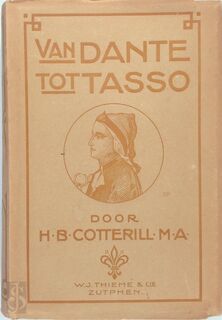 VAN DANTE
TOT TASSO
DOOR
H·B·COTTERILL·M·A·
W.J. THIEME & CIE
ZUTPHEN.